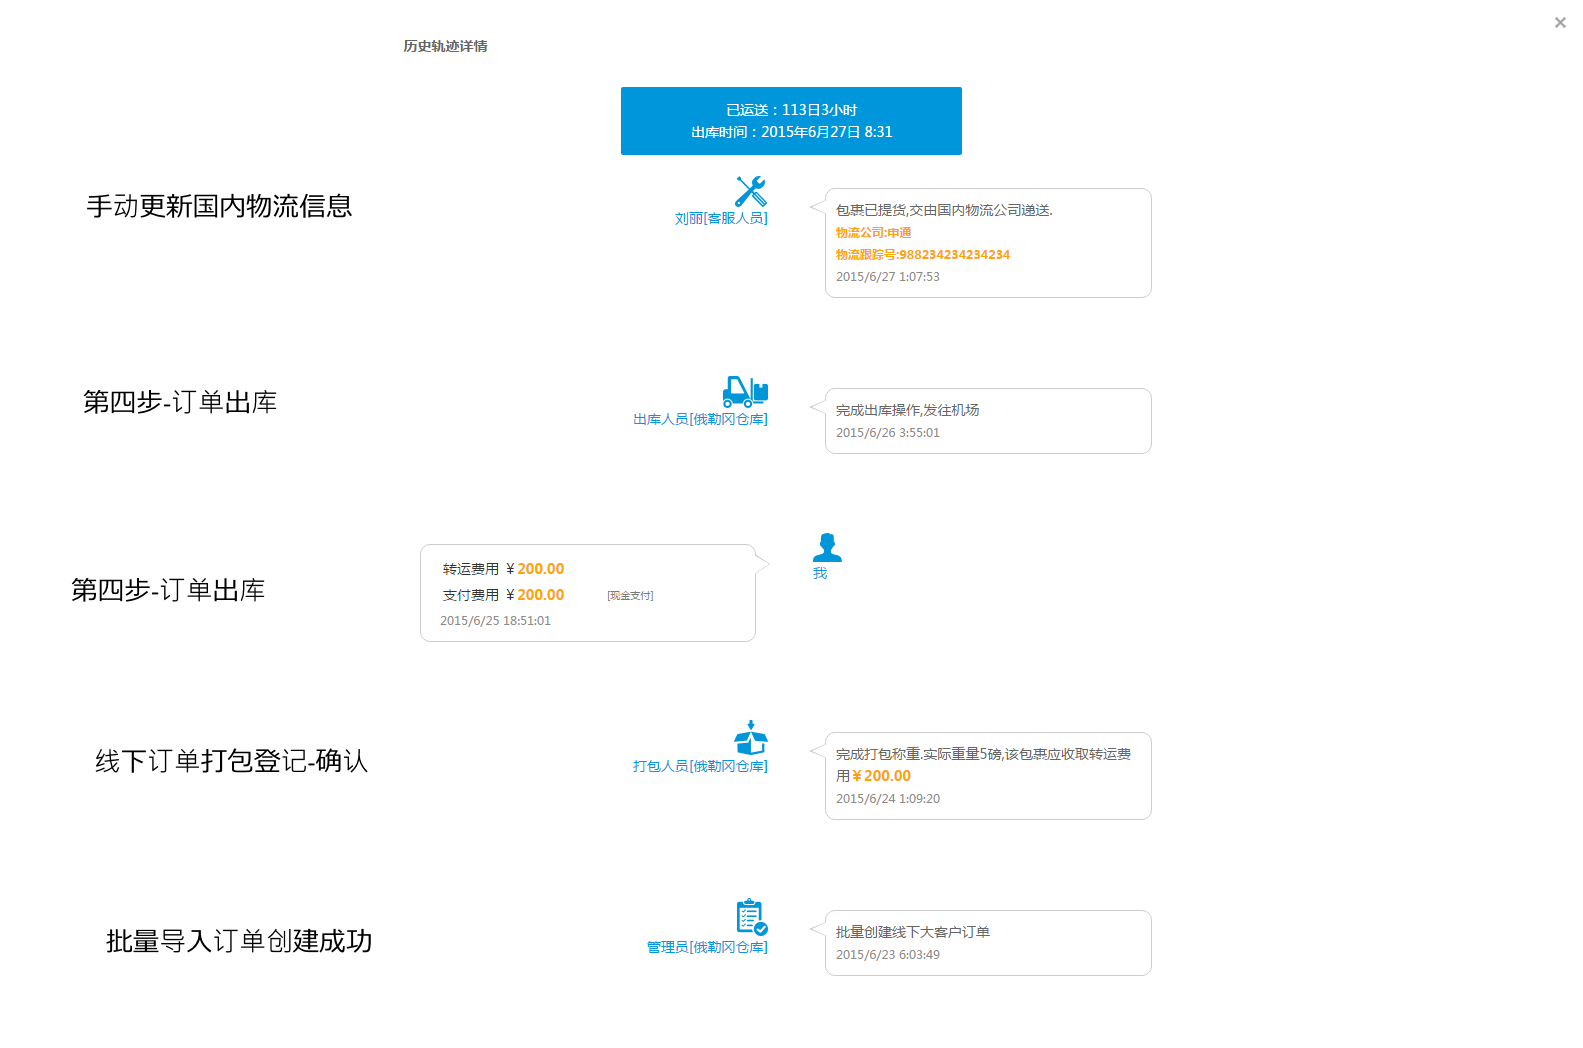 ×
历史轨迹详情
已运送：113日3小时
出库时间：2015年6月27日 8:31
手动更新国内物流信息
刘丽[客服人员]
包裹已提货,交由国内物流公司递送.
物流公司:申通
物流跟踪号:988234234234234
2015/6/27 1:07:53
第四步-订单出库
出库人员[俄勒冈仓库]
完成出库操作,发往机场
2015/6/26 3:55:01
第四步-订单出库
转运费用 ¥200.00
支付费用 ¥200.00 [现金支付]
2015/6/25 18:51:01
我
线下订单打包登记-确认
打包人员[俄勒冈仓库]
完成打包称重.实际重量5磅,该包裹应收取转运费
用¥200.00
2015/6/24 1:09:20
批量导入订单创建成功
管理员[俄勒冈仓库]
批量创建线下大客户订单
2015/6/23 6:03:49